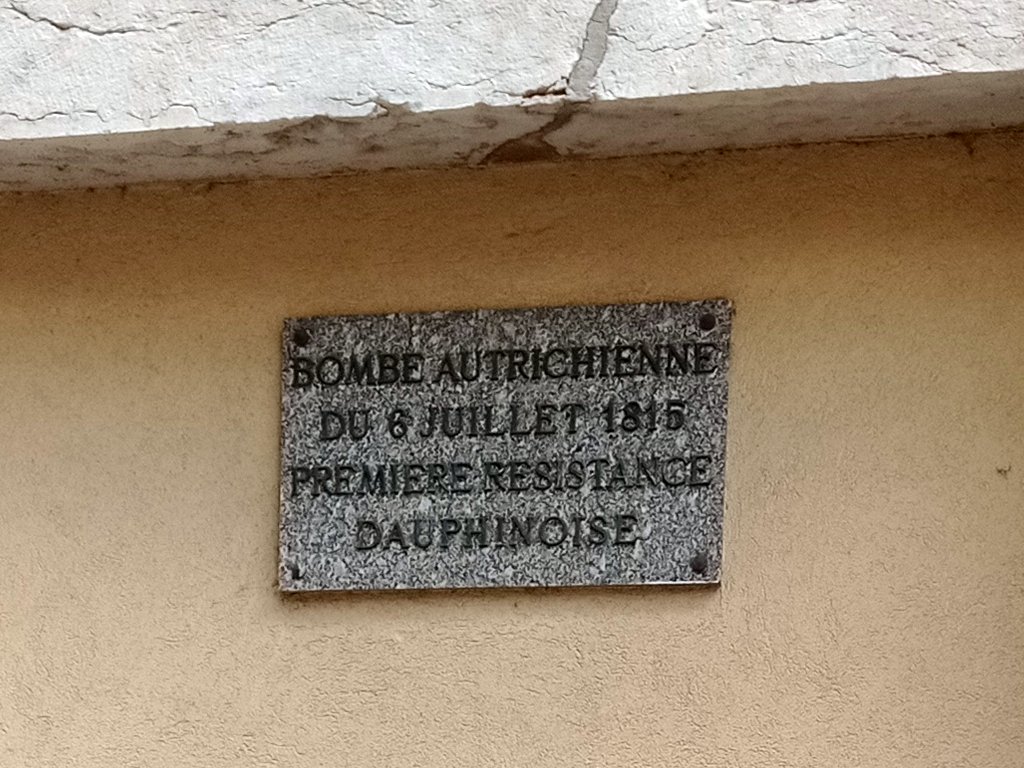 BOMBE AUTRICHIENNE
DU 6 JUILLET 1815
PREMIERE RESISTANCE
DAUPHINOISE